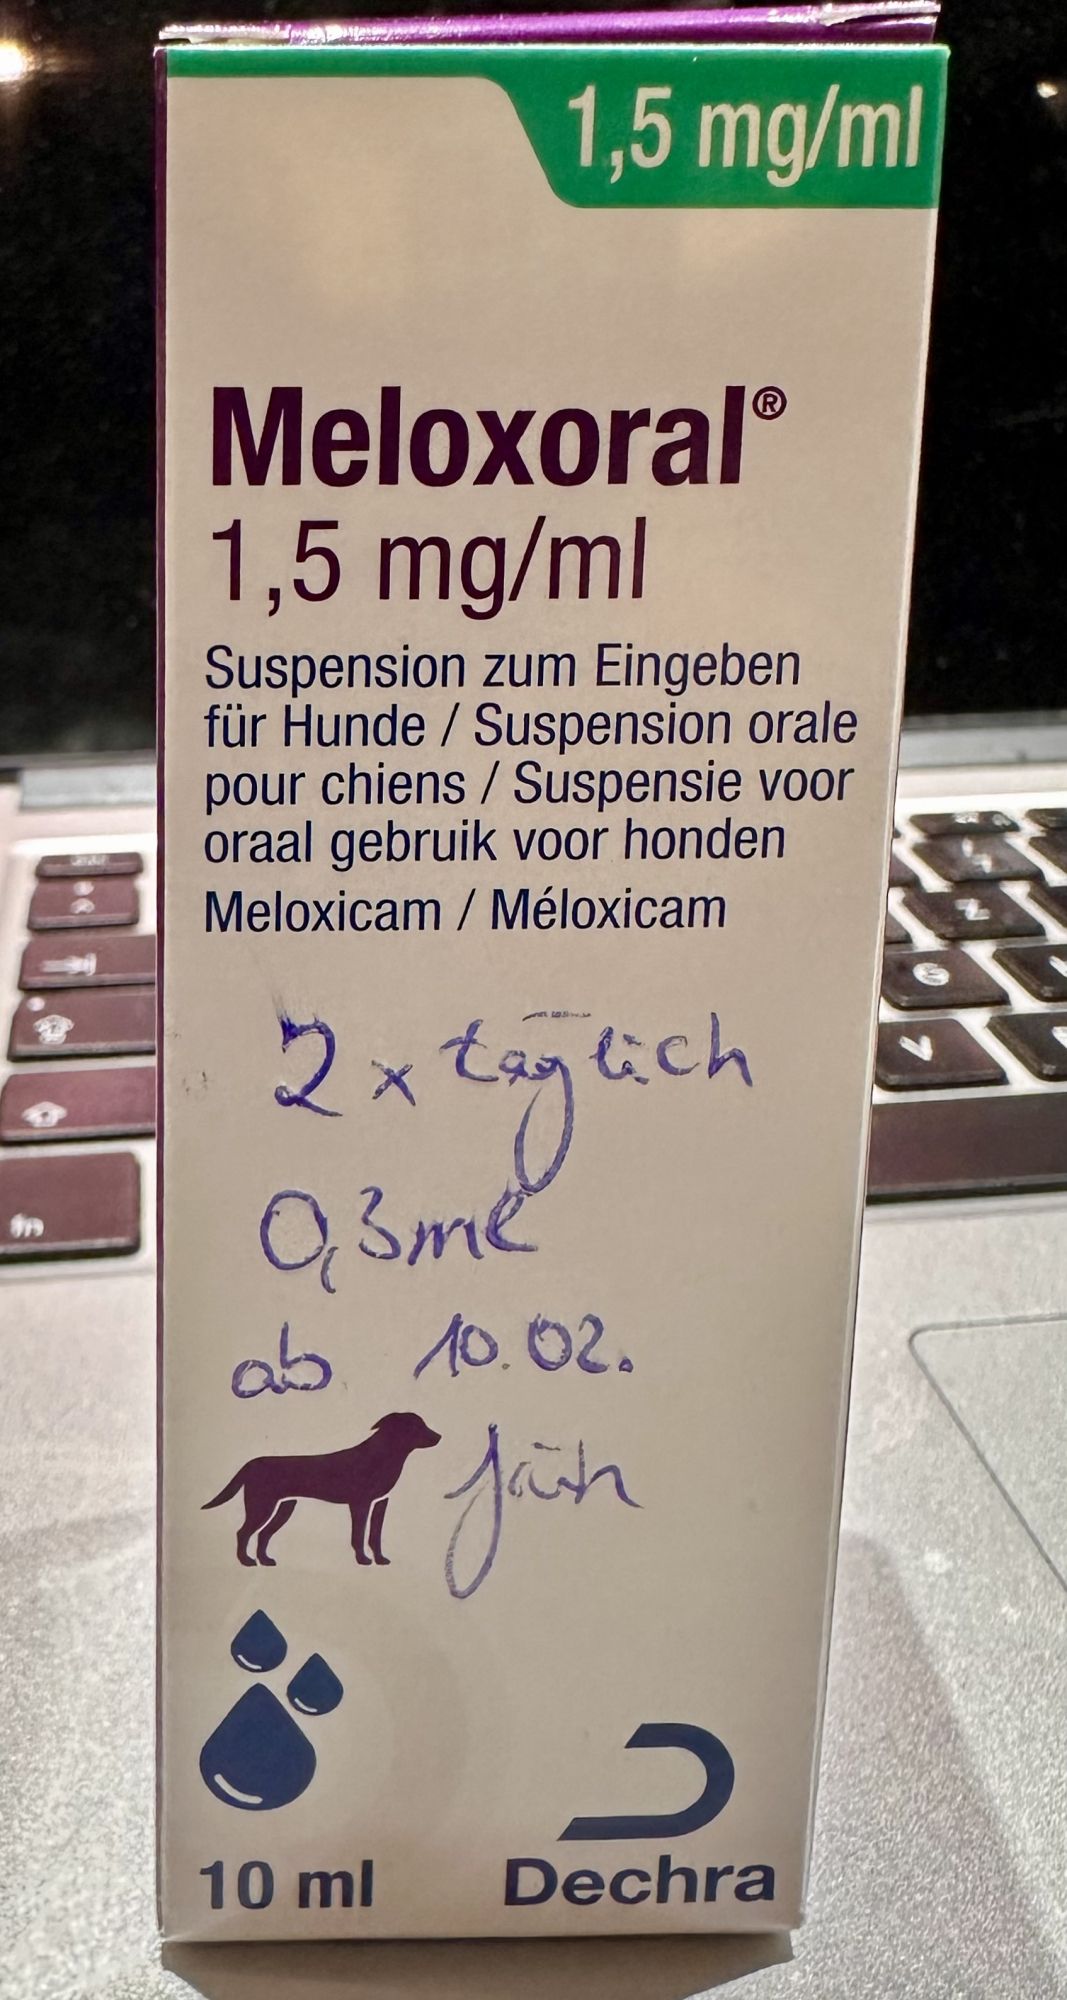 1,5 mg/ml
Meloxoral®
1,5 mg/ml
Suspension zum Eingeben
für Hunde / Suspension orale
pour chiens / Suspensie voor
oraal gebruik voor honden
Meloxicam / Méloxicam
2 x täglich
0,3ml
ab 10.02.
früh
10 ml
Dechra
fn